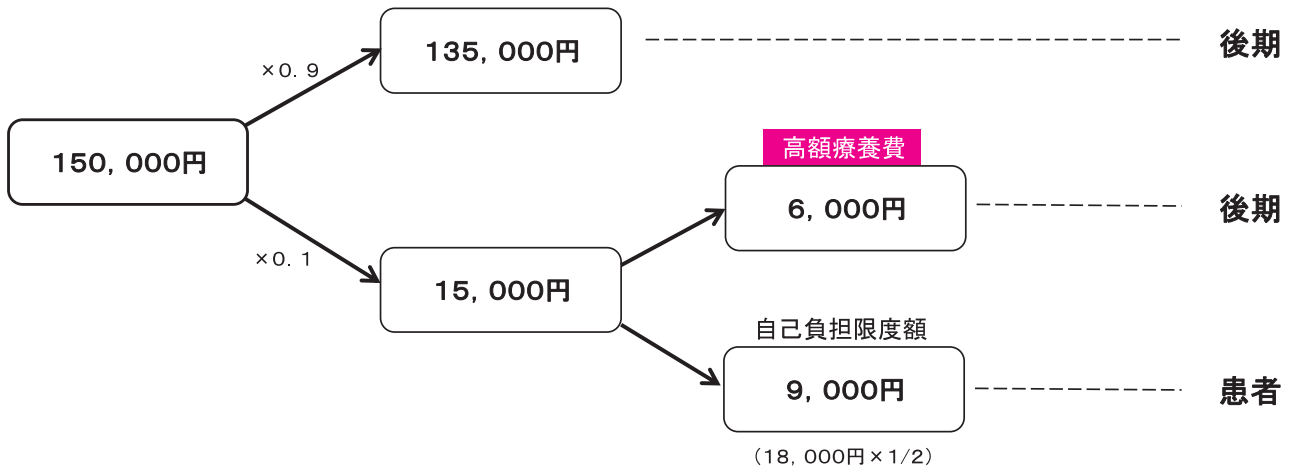 135，000円
後期
×0．9
150，000円
高額療養費
6，000円
後期
×0．1
15，000円
自己負担限度額
9，000円
患者
（18，000円×1/2）